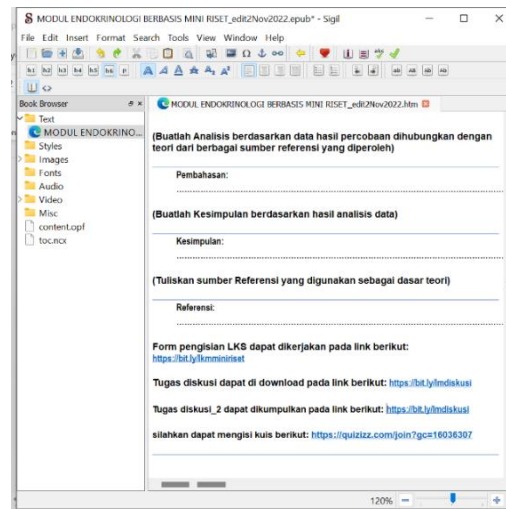 MODUL ENDOKRINOLOGI BERBASIS MINI RISET_edit2Nov2022.epub* - Sigil
File Edit Insert Format Search Tools View Window Help
h1 h2 h3 h4 h5 h6 p
Book Browser
MODUL ENDOKRINOLOGI BERBASIS MINI RISET_edit2Nov2022.htm
Text
MODUL ENDOKRINO...
Styles
Images
Fonts
Audio
Video
Misc
content.opf
toc.ncx
(Buatlah Analisis berdasarkan data hasil percobaan dihubungkan dengan
teori dari berbagai sumber referensi yang diperoleh)
Pembahasan:
(Buatlah Kesimpulan berdasarkan hasil analisis data)
Kesimpulan:
(Tuliskan sumber Referensi yang digunakan sebagai dasar teori)
Referensi:
Form pengisian LKS dapat dikerjakan pada link berikut:
https://bit.ly/lkmminiriset
Tugas diskusi dapat di download pada link berikut: https://bit.ly/lmdiskusi
Tugas diskusi_2 dapat dikumpulkan pada link berikut: https://bit.ly/lmdiskusi
silahkan dapat mengisi kuis berikut: https://quizizz.com/join?gc=16036307
120%